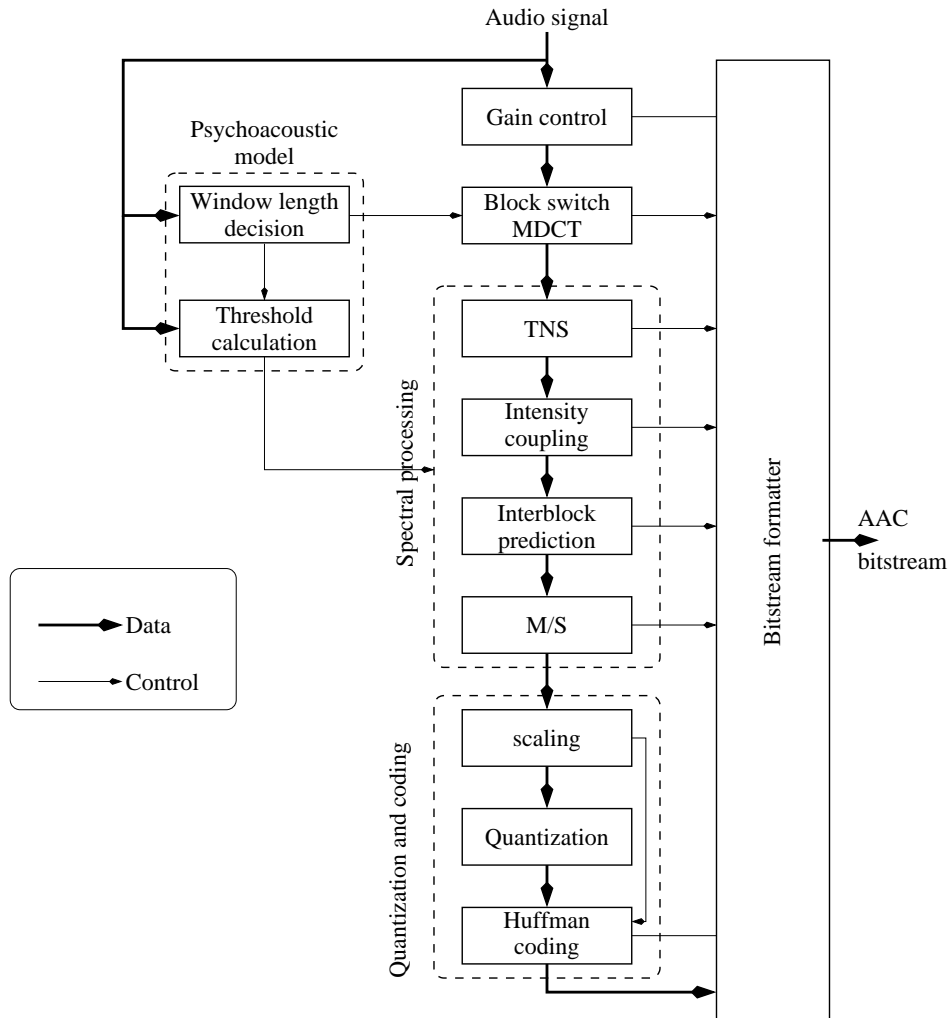 Audio signal
Gain control
Psychoacoustic
model
Window length
decision
Block switch
MDCT
Threshold
calculation
TNS
Intensity
coupling
Interblock
prediction
M/S
Spectral processing
Bitstream formatter
AAC
bitstream
Data
Control
scaling
Quantization
Huffman
coding
Quantization and coding